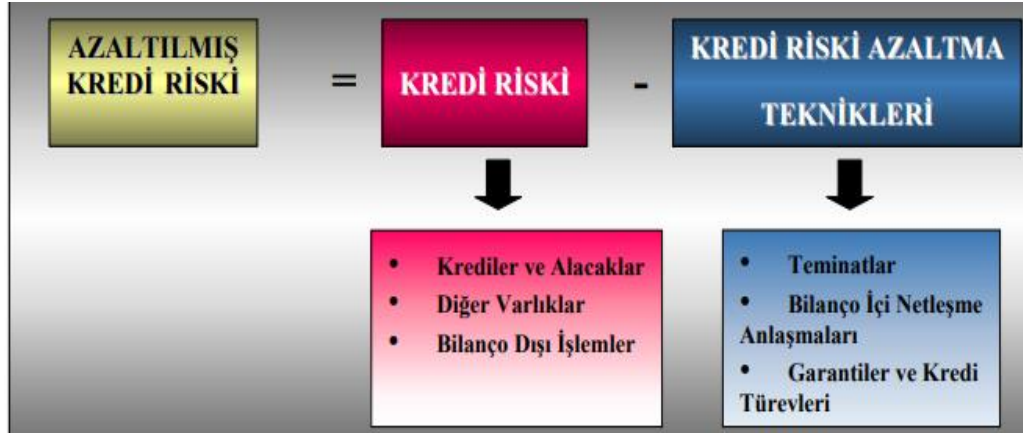 AZALTILMIŞ
KREDİ RİSKİ
=
KREDİ RİSKİ
-
KREDİ RİSKİ AZALTMA
TEKNİKLERİ
• Krediler ve Alacaklar
• Diğer Varlıklar
• Bilanço Dışı İşlemler
• Teminatlar
• Bilanço İçi Netleşme
Anlaşmaları
• Garantiler ve Kredi
Türevleri